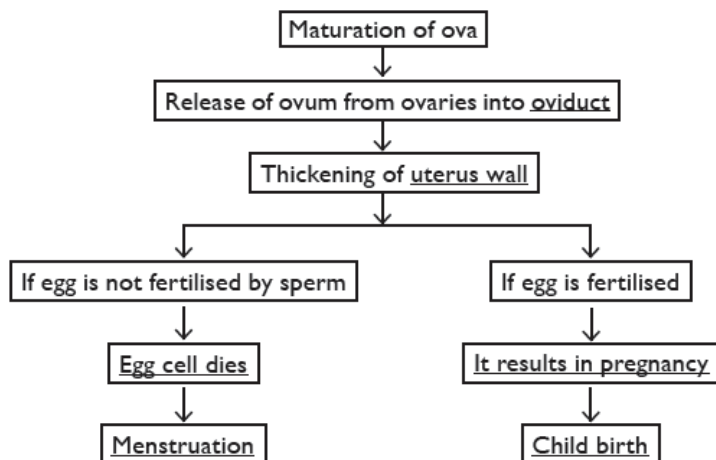 Maturation of ova
Release of ovum from ovaries into oviduct
Thickening of uterus wall
If egg is not fertilised by sperm
If egg is fertilised
Egg cell dies
It results in pregnancy
Menstruation
Child birth